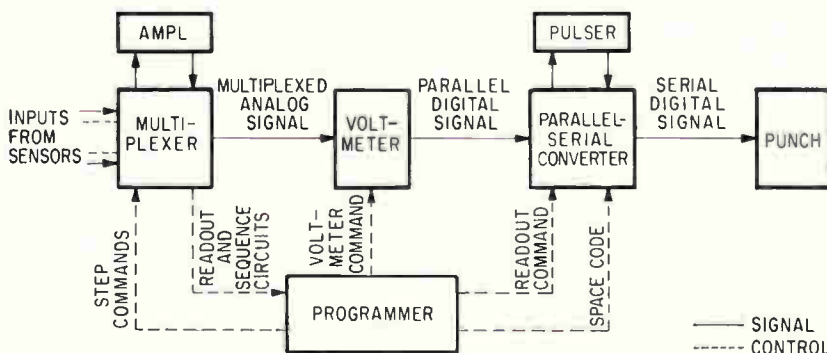 AMPL
PULSER
INPUTS
FROM
SENSORS
MULTI-
PLEXER
MULTIPLEXED
ANALOG
SIGNAL
VOLT-
METER
PARALLEL
DIGITAL
SIGNAL
PARALLEL-
SERIAL
CONVERTER
SERIAL
DIGITAL
SIGNAL
PUNCH
STEP
COMMANDS
READOUT
AND
SEQUENCE
CIRCUITS
VOLT-
METER
COMMAND
READOUT
COMMAND
SPACE CODE
PROGRAMMER
SIGNAL
CONTROL